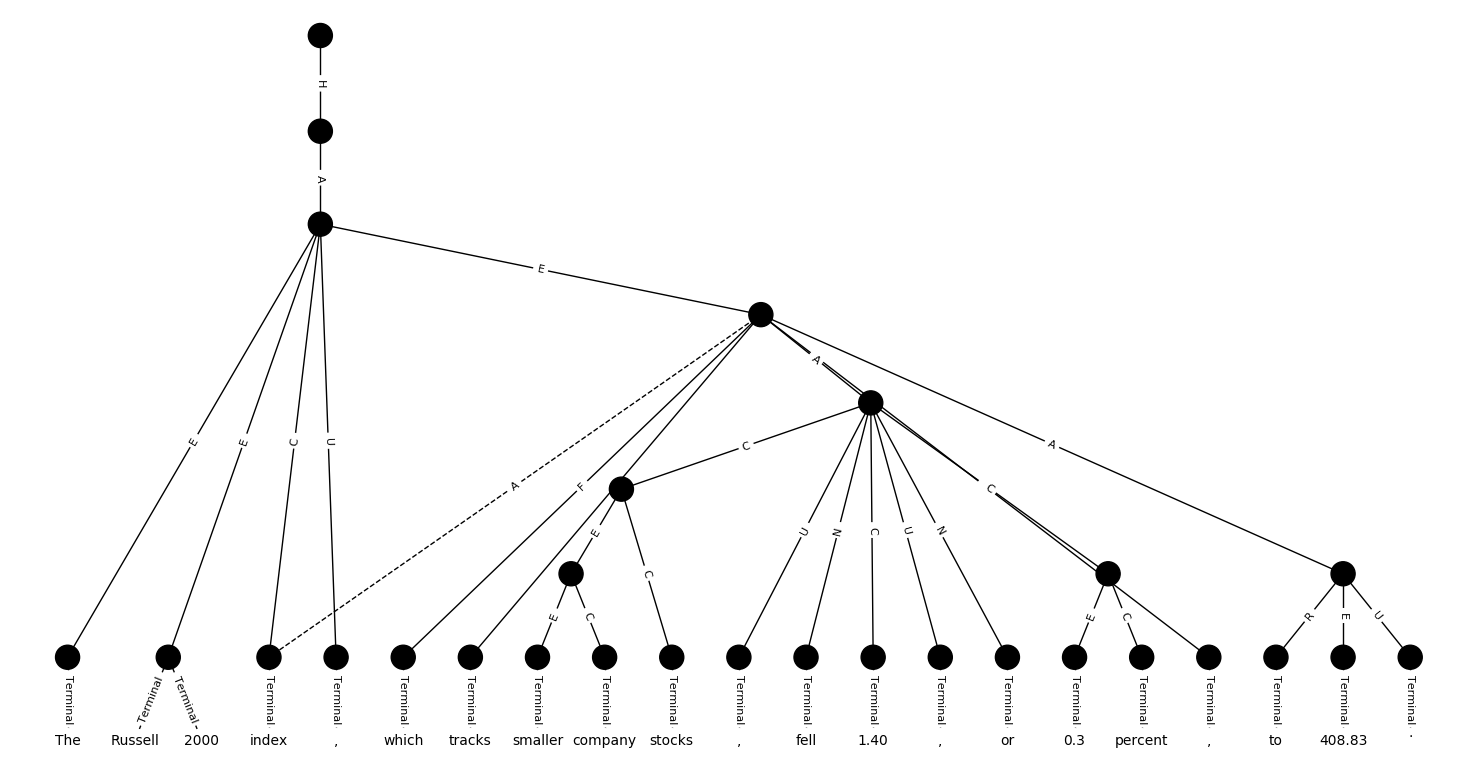 H
A
E
A
C
A
E
E
C
U
A
F
E
C
U
N
C
U
N
C
E
C
E
C
R
E
U
Terminal Terminal Terminal Terminal Terminal Terminal Terminal Terminal Terminal Terminal Terminal Terminal Terminal Terminal Terminal Terminal Terminal Terminal Terminal Terminal Terminal
The Russell 2000 index , which tracks smaller company stocks , fell 1.40 , or 0.3 percent , to 408.83 .